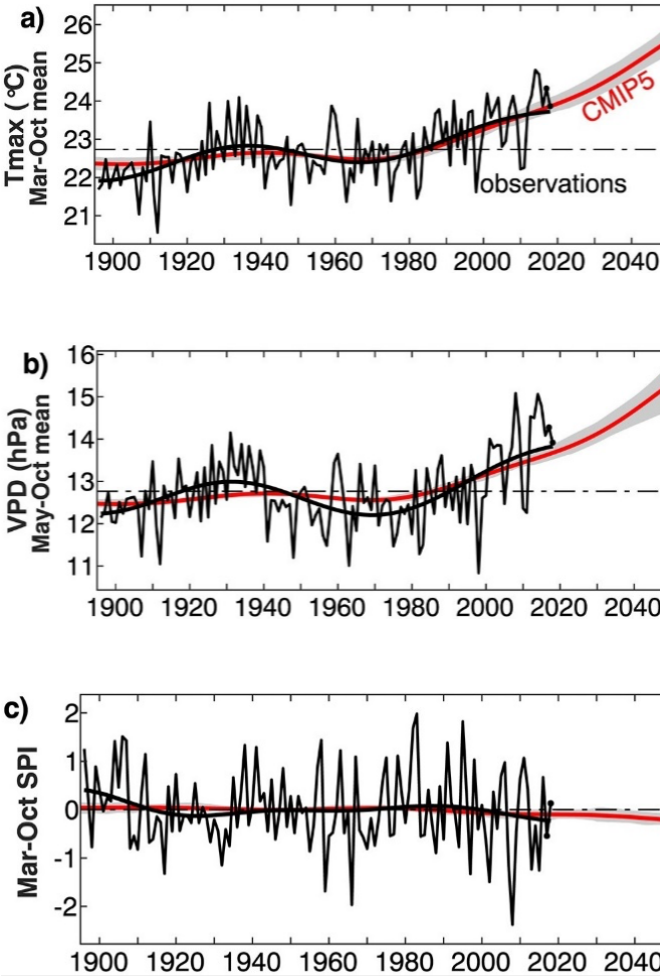 a)
Tmax (°C)
Mar-Oct mean
26
25
24
23
22
21
CMIP5
observations
1900 1920 1940 1960 1980 2000 2020 2040
b)
VPD (hPa)
May-Oct mean
16
15
14
13
12
11
1900 1920 1940 1960 1980 2000 2020 2040
c)
Mar-Oct SPI
2
1
0
-1
-2
1900 1920 1940 1960 1980 2000 2020 2040